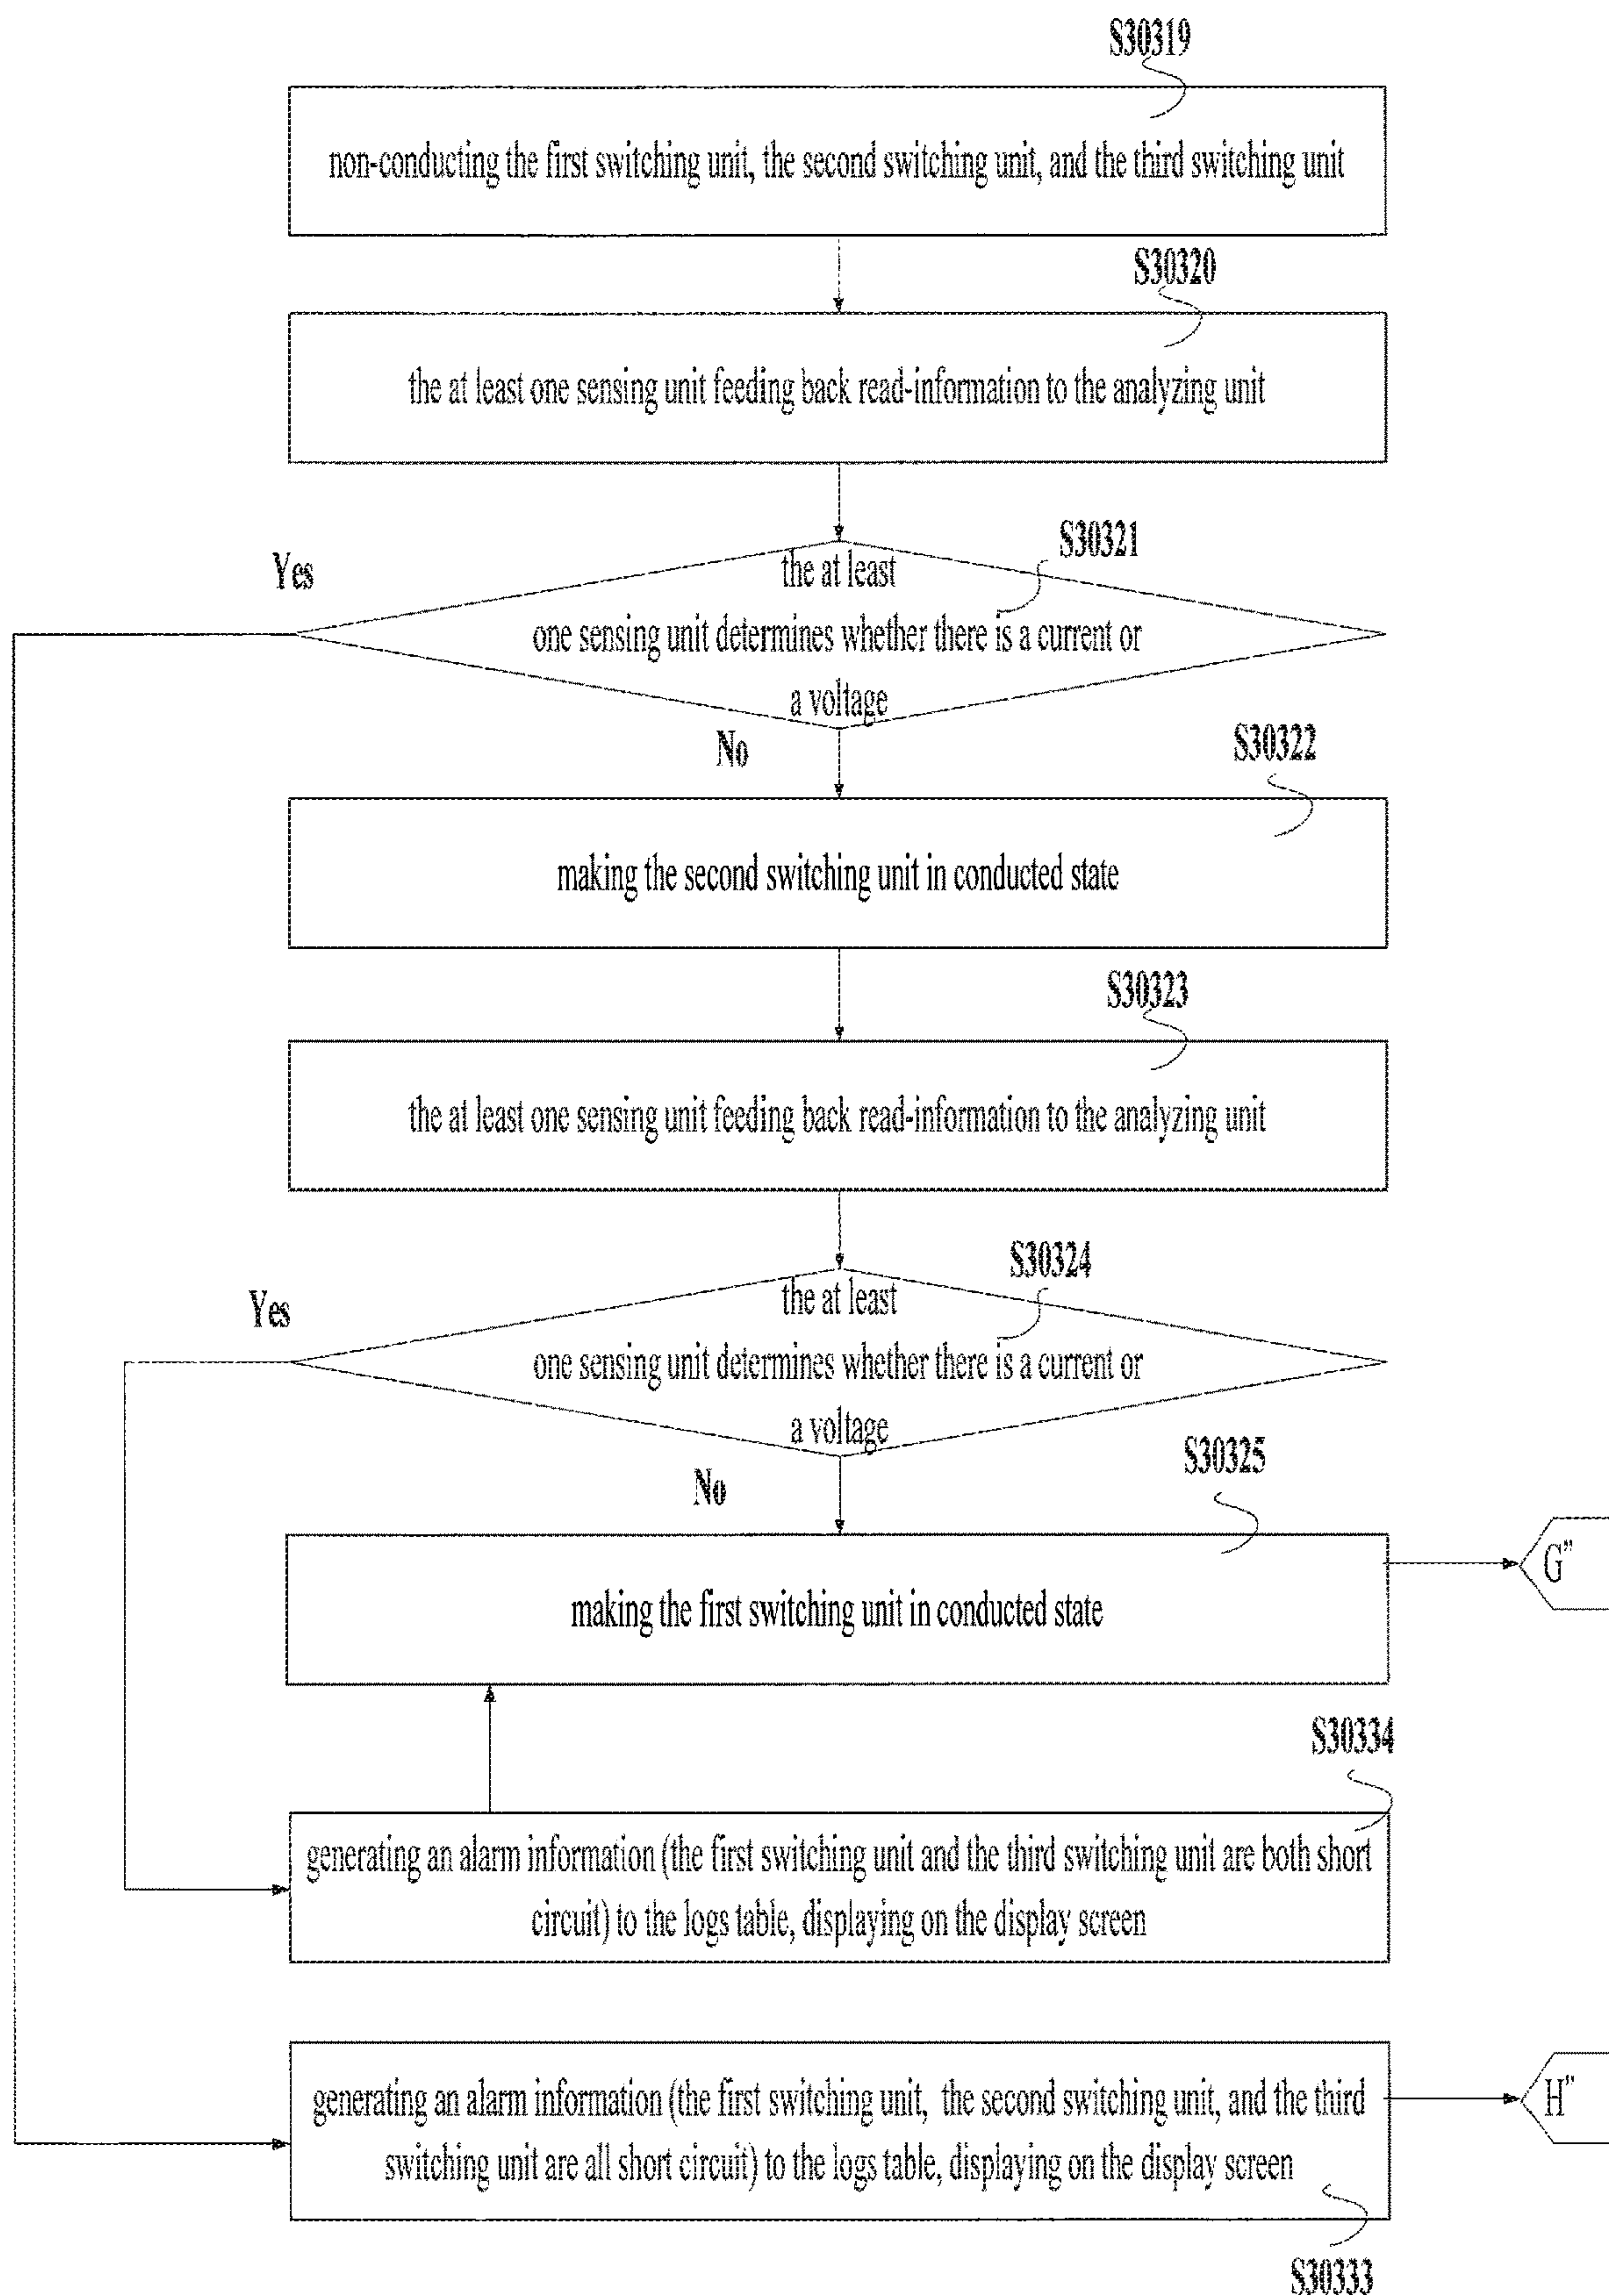 S30319
non-conducting the first switching unit, the second switching unit, and the third switching unit
S30320
the at least one sensing unit feeding back read-information to the analyzing unit
S30321
Yes
the at least
one sensing unit determines whether there is a current or
a voltage
No
S30322
making the second switching unit in conducted state
S30323
the at least one sensing unit feeding back read-information to the analyzing unit
S30324
Yes
the at least
one sensing unit determines whether there is a current or
a voltage
No
S30325
making the first switching unit in conducted state
G"
S30334
generating an alarm information (the first switching unit and the third switching unit are both short
circuit) to the logs table, displaying on the display screen
generating an alarm information (the first switching unit, the second switching unit, and the third
switching unit are all short circuit) to the logs table, displaying on the display screen
H"
S30333